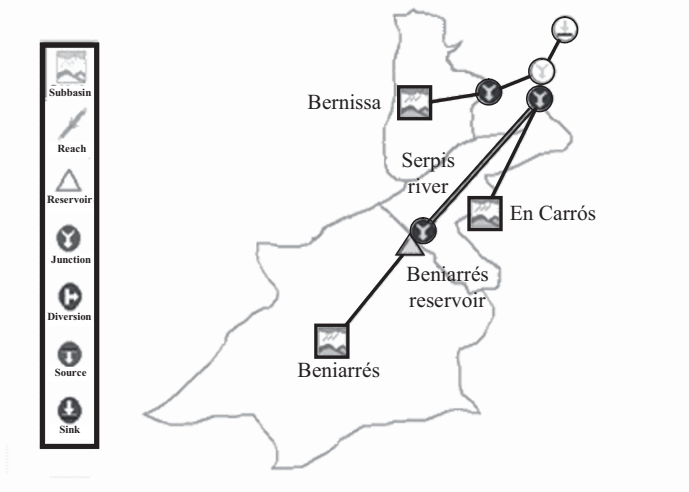 Subbasin
Reach
Reservoir
Junction
Diversion
Source
Sink
Bernissa
Serpis
river
En Carrós
Beniarrés
reservoir
Beniarrés